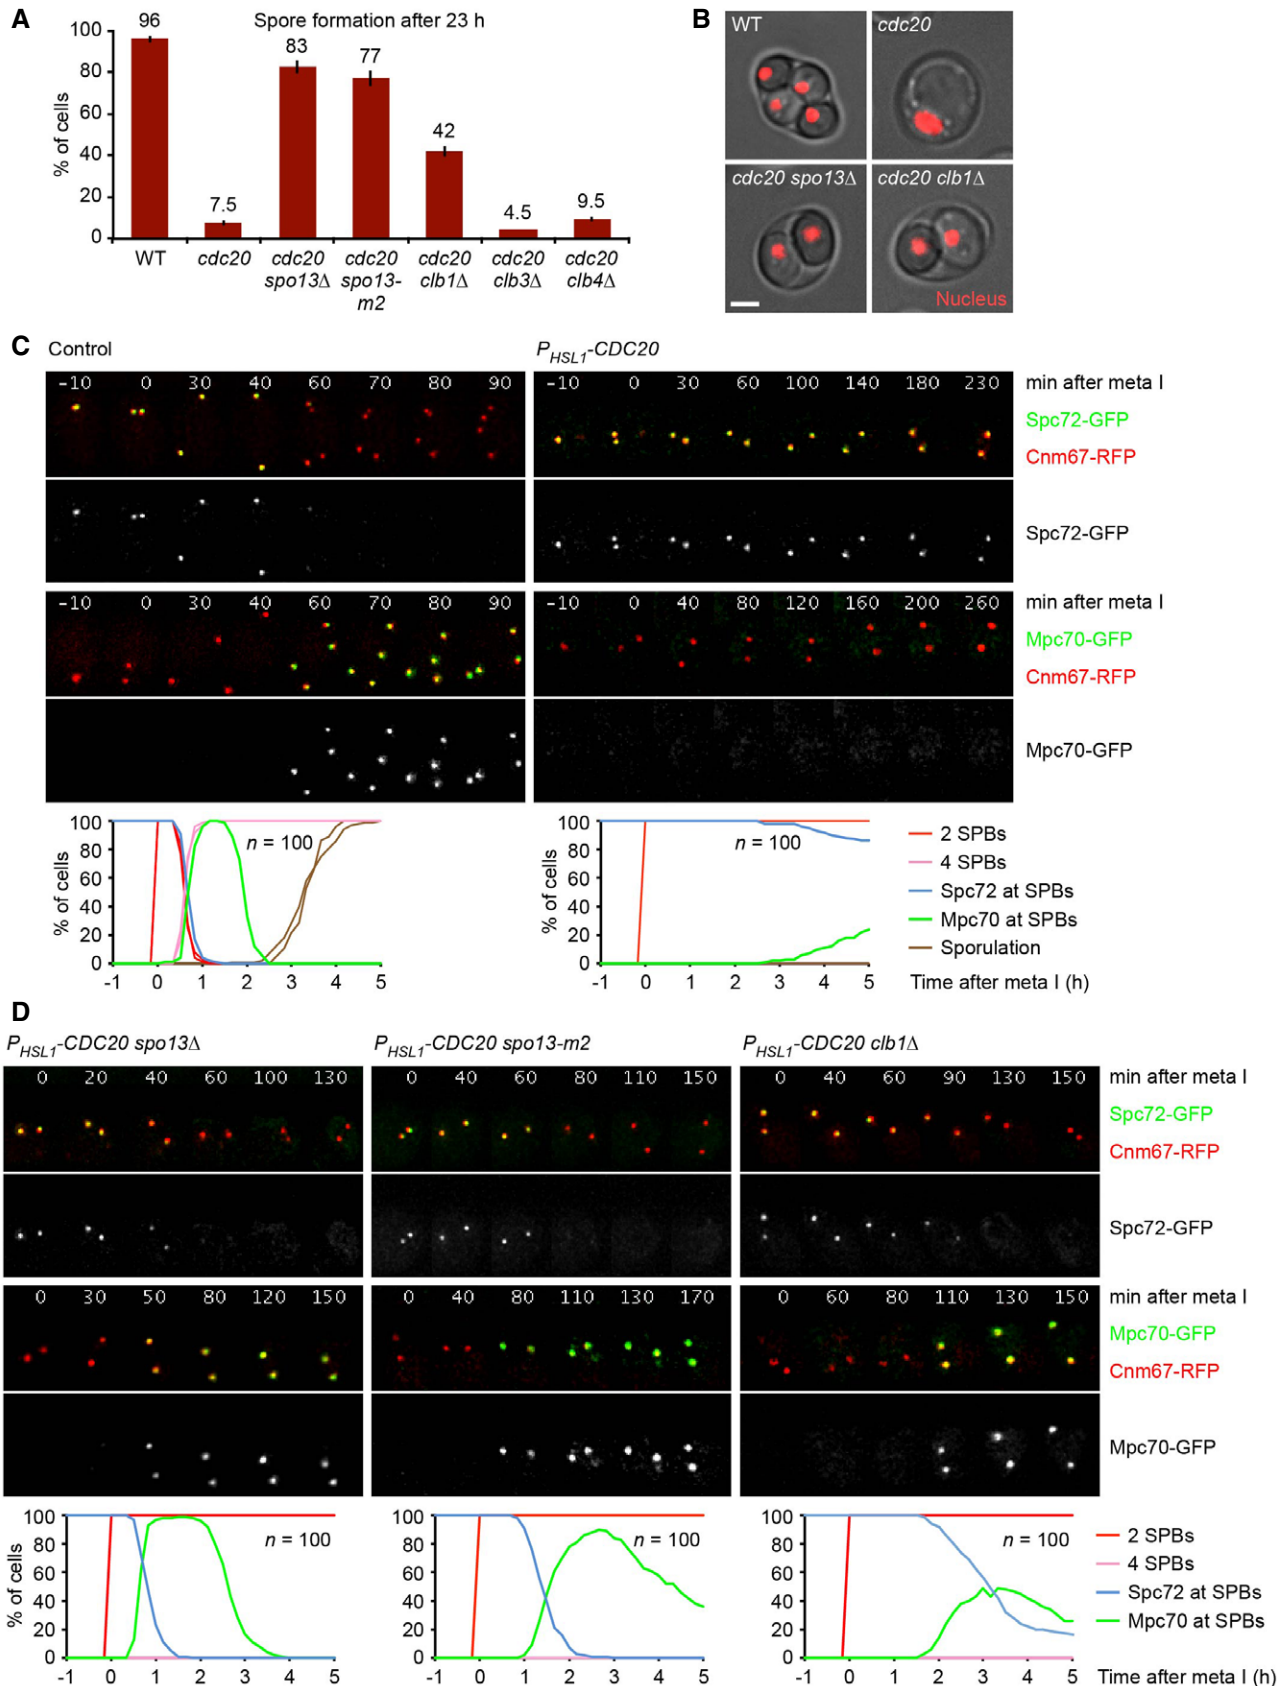 A
Spore formation after 23 h
% of cells
100
80
60
40
20
0
96
7.5
83
77
42
4.5
9.5
WT
cdc20
cdc20 spo13Δ
cdc20 spo13-m2
cdc20 clb1Δ
cdc20 clb3Δ
cdc20 clb4Δ
B
WT
cdc20
cdc20 spo13Δ
cdc20 clb1Δ
Nucleus
C
Control
P_HSL1-CDC20
-10 0 30 40 60 70 80 90
-10 0 30 60 100 140 180 230
min after meta I
Spc72-GFP
Cnm67-RFP
Spc72-GFP
-10 0 30 40 60 70 80 90
-10 0 40 80 120 160 200 260
min after meta I
Mpc70-GFP
Cnm67-RFP
Mpc70-GFP
% of cells
100
80
60
40
20
0
n = 100
-1 0 1 2 3 4 5
% of cells
100
80
60
40
20
0
n = 100
-1 0 1 2 3 4 5
Time after meta I (h)
2 SPBs
4 SPBs
Spc72 at SPBs
Mpc70 at SPBs
Sporulation
D
P_HSL1-CDC20 spo13Δ
P_HSL1-CDC20 spo13-m2
P_HSL1-CDC20 clb1Δ
0 20 40 60 100 130
0 40 60 80 110 150
0 40 60 90 130 150
min after meta I
Spc72-GFP
Cnm67-RFP
Spc72-GFP
0 30 50 80 120 150
0 40 80 110 130 170
0 60 80 110 130 150
min after meta I
Mpc70-GFP
Cnm67-RFP
Mpc70-GFP
% of cells
100
80
60
40
20
0
n = 100
-1 0 1 2 3 4 5
100
80
60
40
20
0
n = 100
-1 0 1 2 3 4 5
100
80
60
40
20
0
n = 100
-1 0 1 2 3 4 5
Time after meta I (h)
2 SPBs
4 SPBs
Spc72 at SPBs
Mpc70 at SPBs